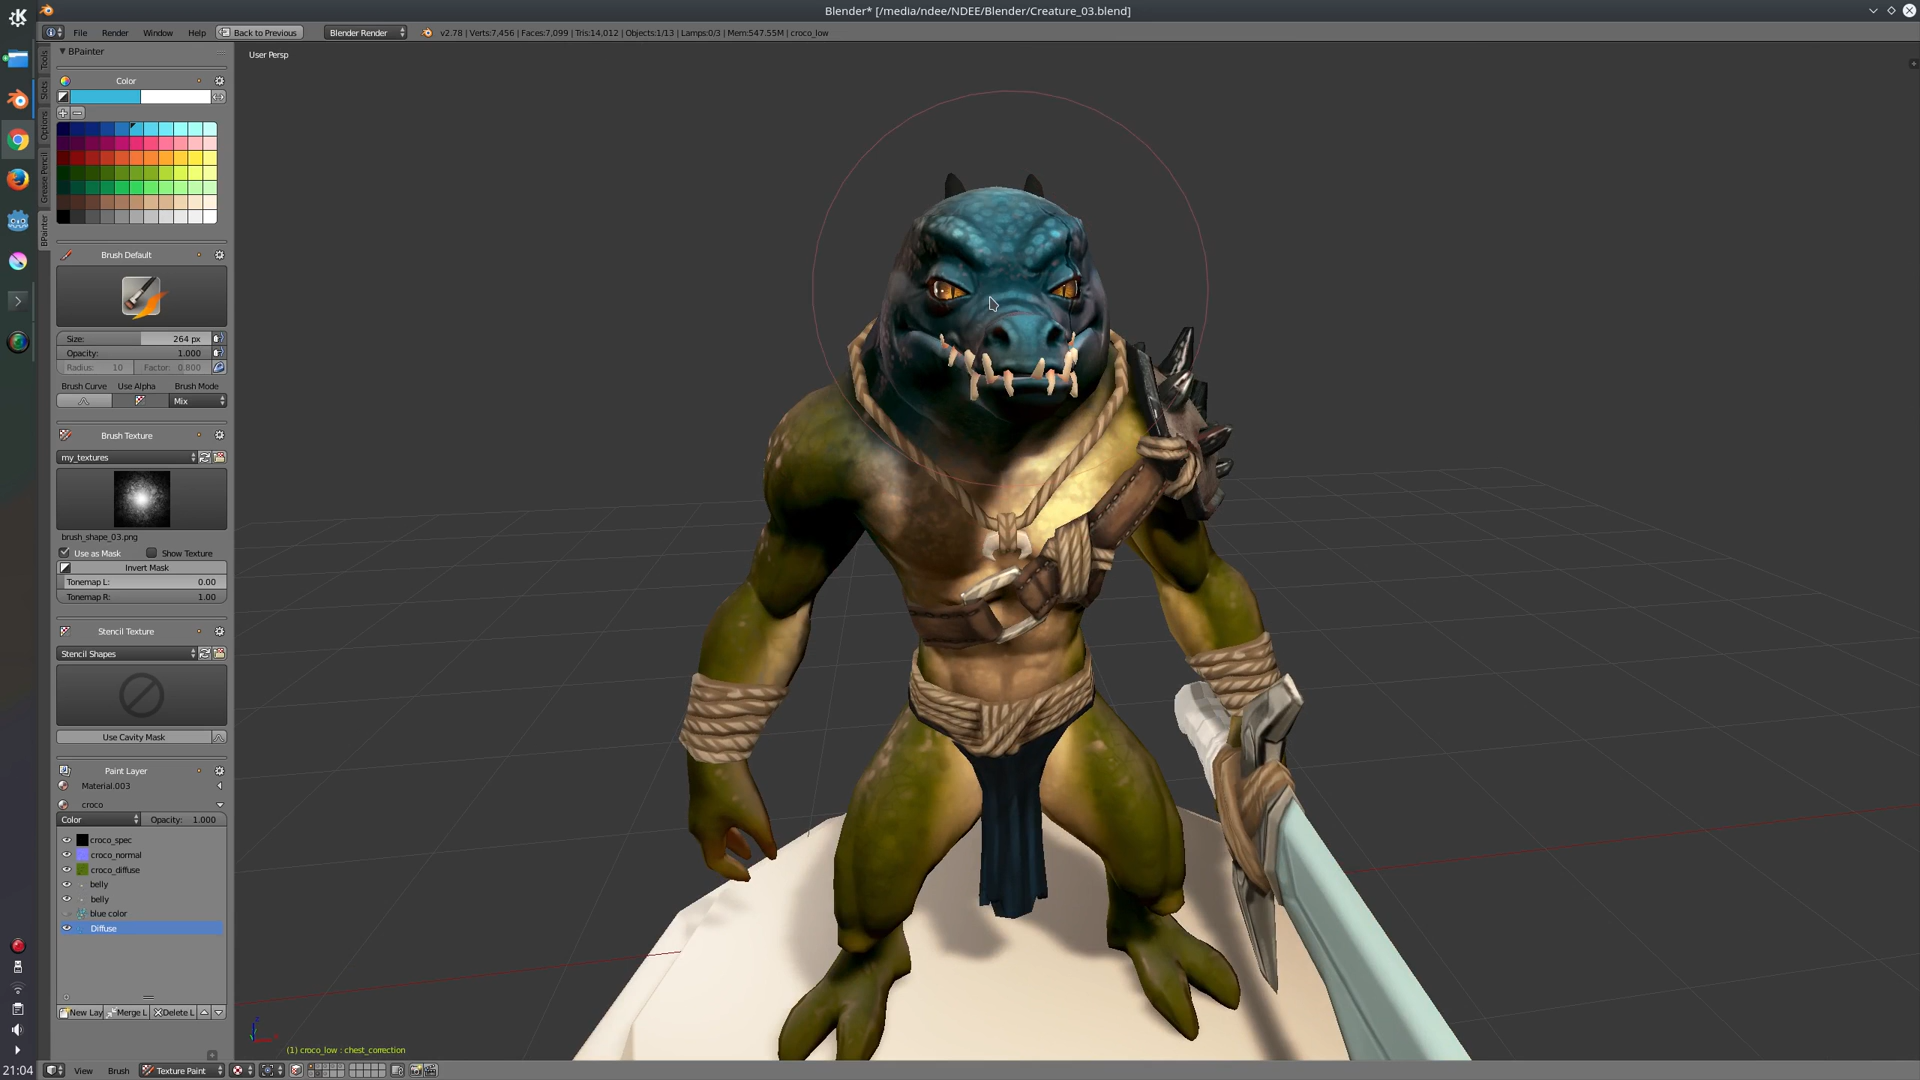 Blender* [/media/ndee/NDEE/Blender/Creature_03.blend]
File Render Window Help Back to Previous Blender Render v2.78 | Verts:7,456 | Faces:7,099 | Tris:14,012 | Objects:1/13 | Lamps:0/3 | Mem:547.55M | croco_low
BPainter
User Persp
Tools
Slots
Options
Grease Pencil
BPainter
Color
Brush Default
Size: 264 px
Opacity: 1.000
Radius: 10 Factor: 0.800
Brush Curve Use Alpha Brush Mode
Mix
Brush Texture
my_textures
brush_shape_03.png
Use as Mask Show Texture
Invert Mask
Tonemap L: 0.00
Tonemap R: 1.00
Stencil Texture
Stencil Shapes
Use Cavity Mask
Paint Layer
Material.003
croco
Color Opacity: 1.000
croco_spec
croco_normal
croco_diffuse
belly
belly
blue color
Diffuse
New Lay Merge L Delete L
(1) croco_low : chest_correction
21:04 View Brush Texture Paint